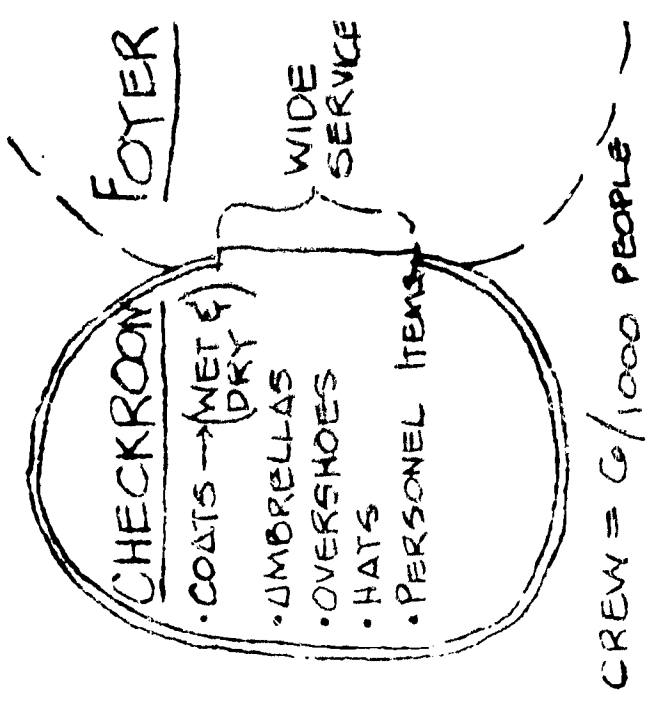 FOYER
WIDE
SERVICE
CHECKROOM
• COATS → (WET &
DRY)
• UMBRELLAS
• OVERSHOES
• HATS
• PERSONEL ITEMS
CREW = 6/1000 PEOPLE